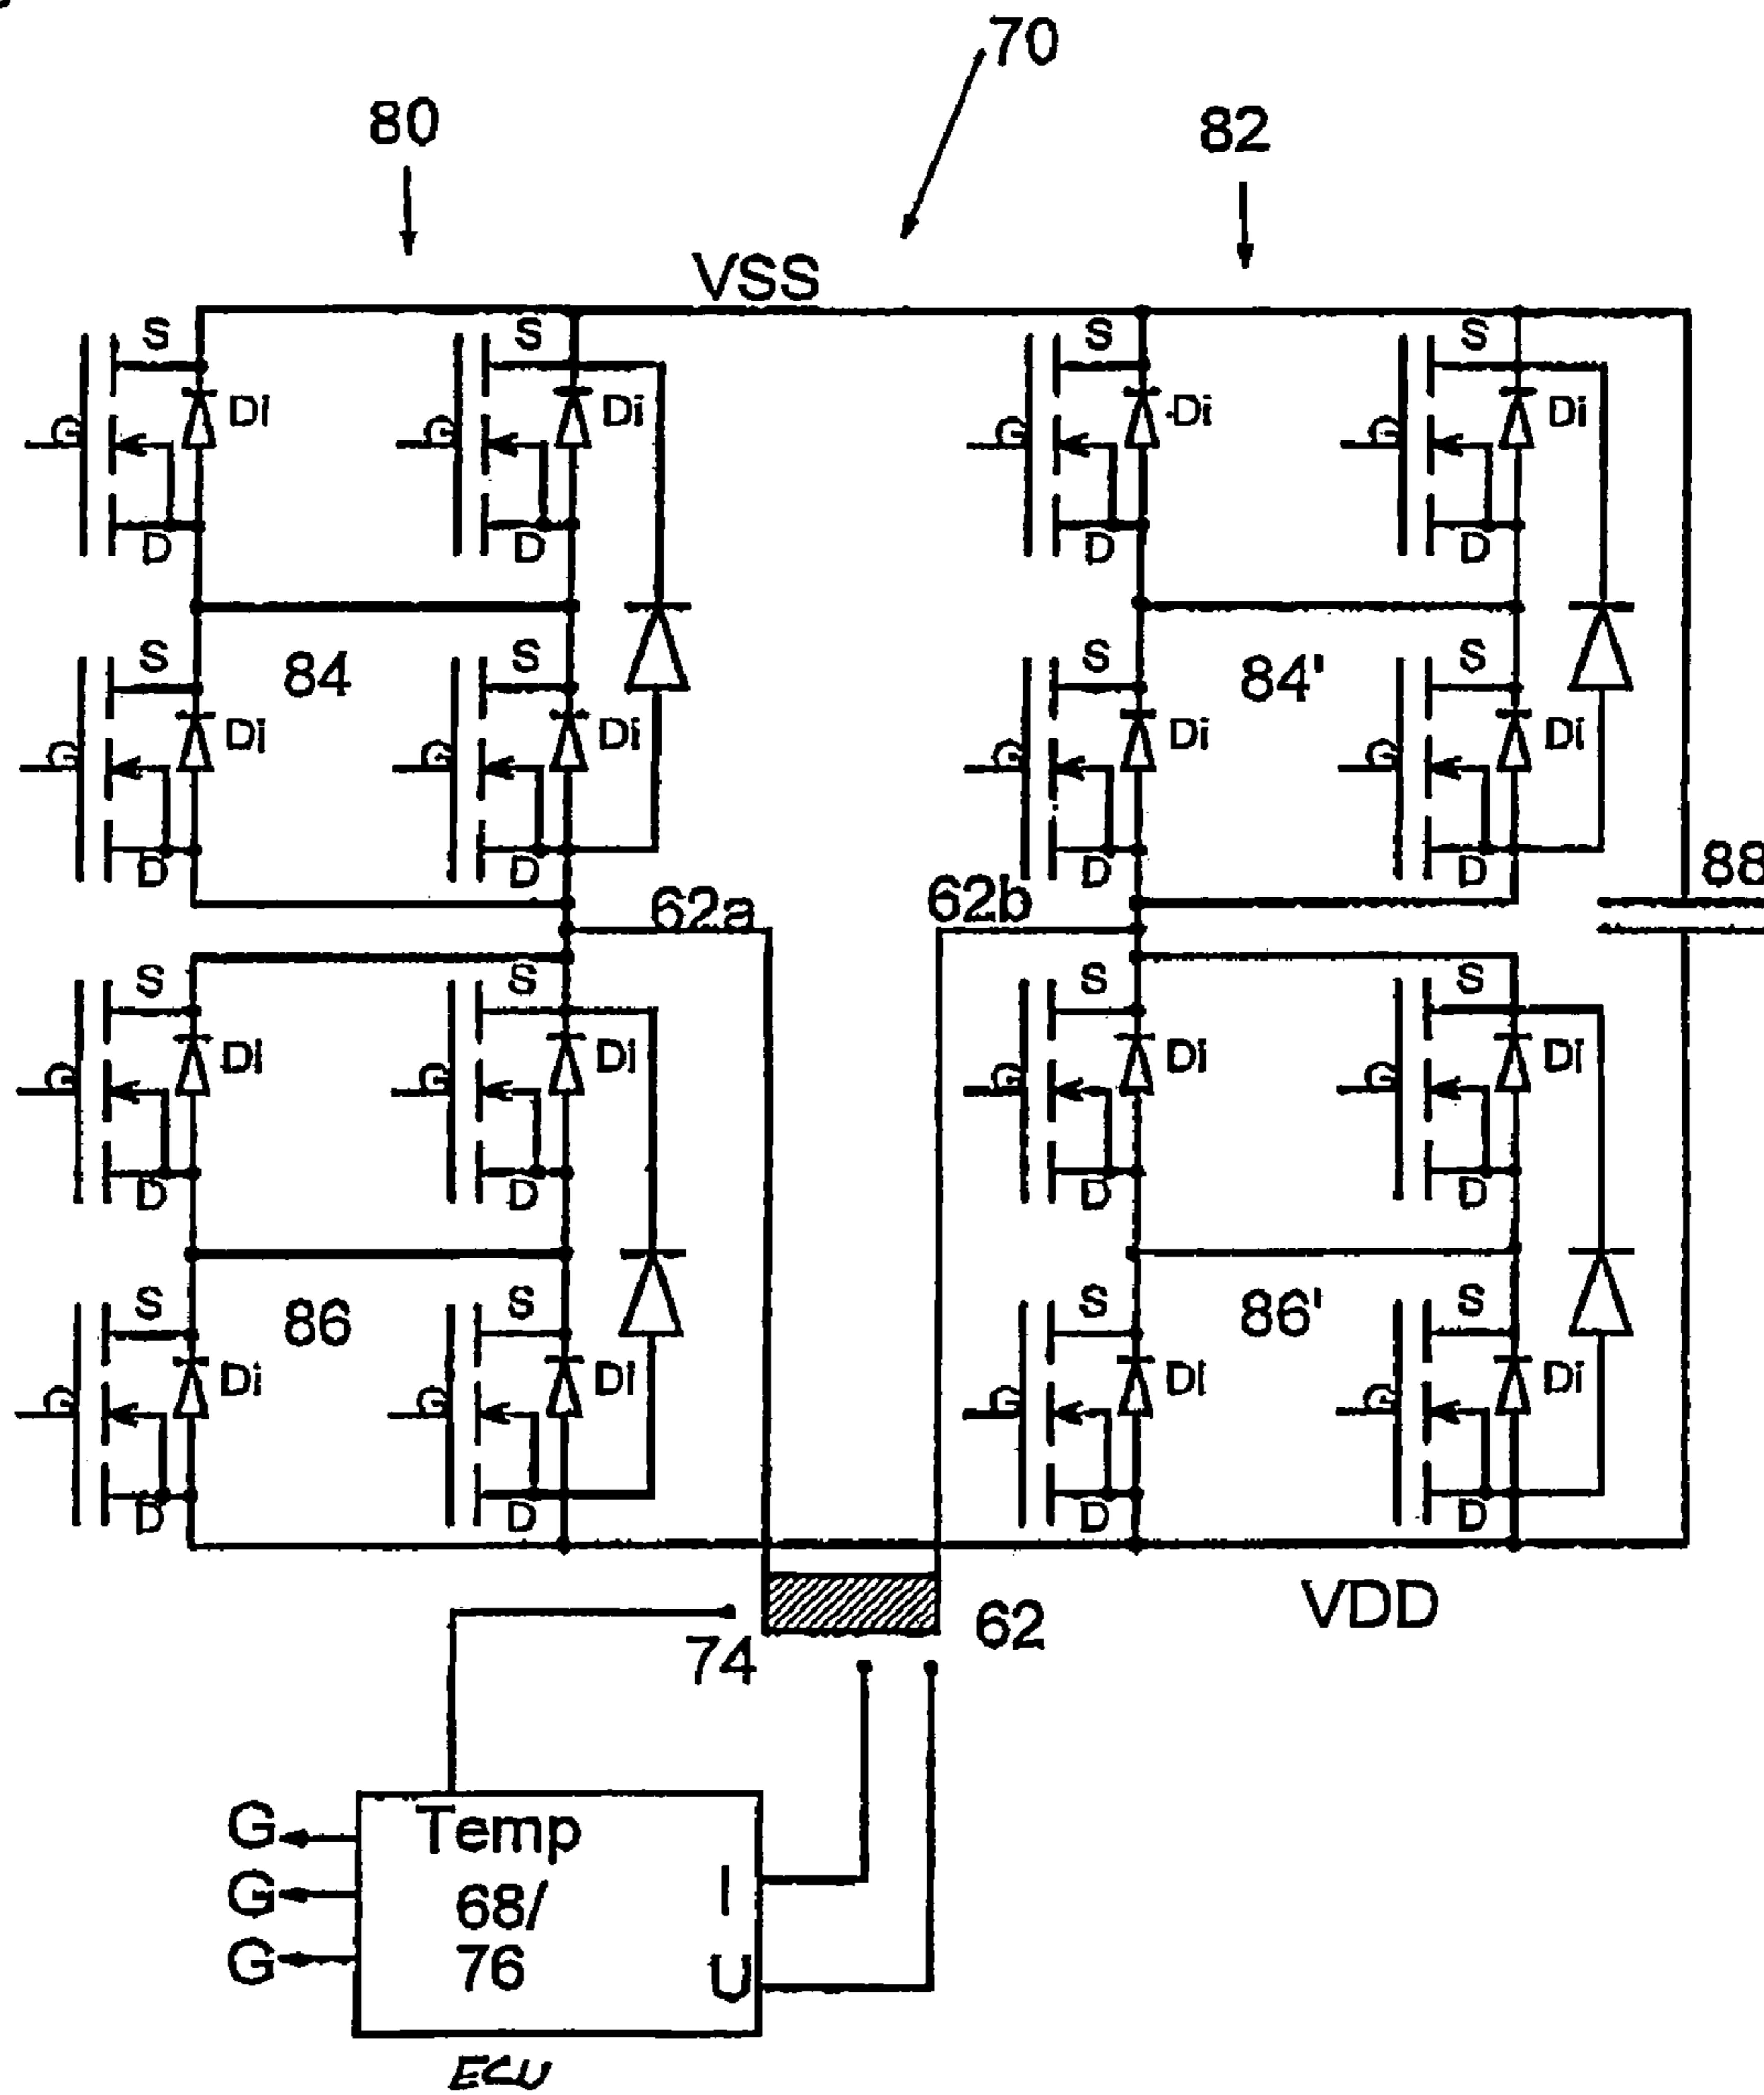 70
80
82
VSS
S S S S
Di Di Di Di
G G G G
D D D D
S 84 S S 84' S
Di Di Di Di
G G G G
D D D D
88
62a 62b
S S S S
Di Di Di Di
G G G G
D D D D
S 86 S S 86' S
Di Di Di Di
G G G G
D D D D
VDD
62
74
G Temp
G 68/ I
G 76 U
ECU